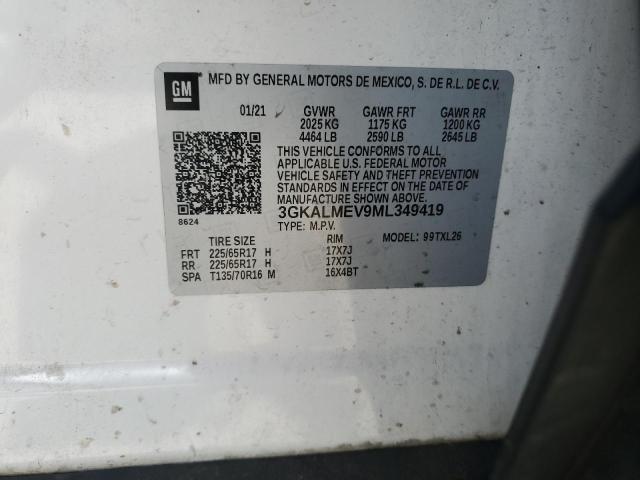 GM
MFD BY GENERAL MOTORS DE MEXICO, S. DE R.L. DE C.V.
01/21 GVWR GAWR FRT GAWR RR
2025 KG 1175 KG 1200 KG
4464 LB 2590 LB 2645 LB
THIS VEHICLE CONFORMS TO ALL
APPLICABLE U.S. FEDERAL MOTOR
VEHICLE SAFETY AND THEFT
PREVENTION STANDARDS IN EFFECT
ON THE DATE OF
MANUFACTURE SHOWN ABOVE.
3GKALMEV9ML349419
8624
TYPE: M.P.V. MODEL: 99TXL26
TIRE SIZE RIM
FRT 225/65R17 H 17X7J
RR 225/65R17 H 17X7J
SPA T135/70R16 M 16X4BT